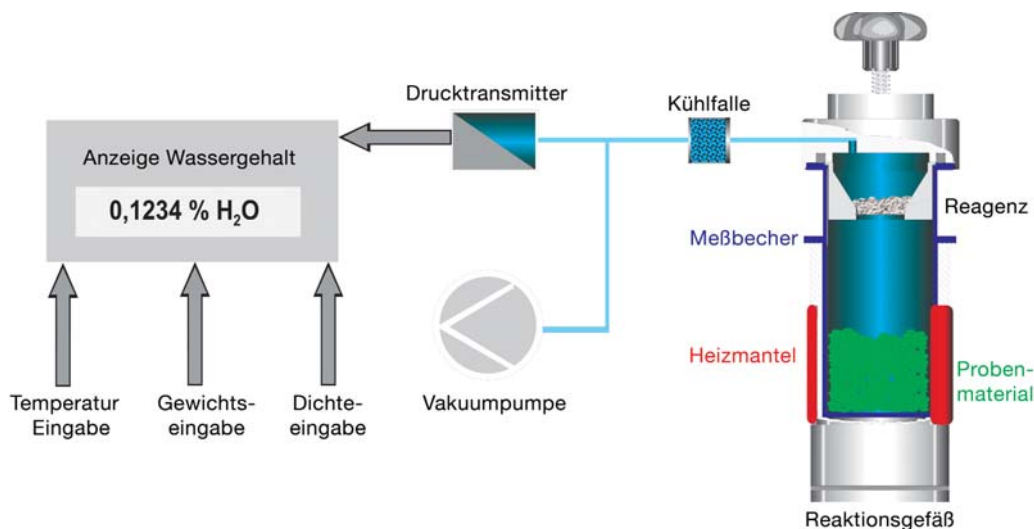 Drucktransmitter
Kühlfalle
Anzeige Wassergehalt
0,1234 % H₂O
Reagenz
Meßbecher
Heizmantel
Proben-
material
Temperatur
Eingabe
Gewichts-
eingabe
Dichte-
eingabe
Vakuumpumpe
Reaktionsgefäß